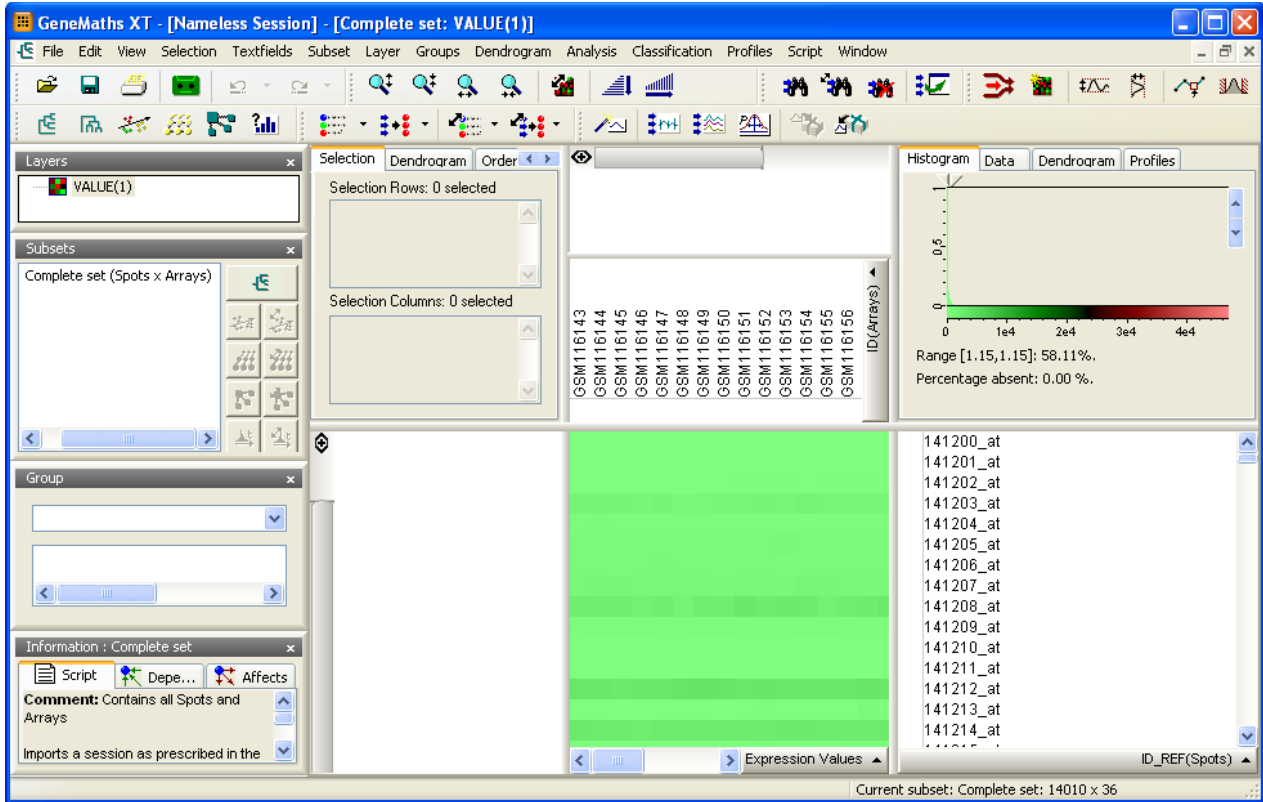 GeneMaths XT - [Nameless Session] - [Complete set: VALUE(1)]
File Edit View Selection Textfields Subset Layer Groups Dendrogram Analysis Classification Profiles Script Window
Layers
VALUE(1)
Subsets
Complete set (Spots x Arrays)
Group
Information : Complete set
Script Depe... Affects
Comment: Contains all Spots and
Arrays
Imports a session as prescribed in the
Selection Dendrogram Order
Selection Rows: 0 selected
Selection Columns: 0 selected
GSM116143
GSM116144
GSM116145
GSM116146
GSM116147
GSM116148
GSM116149
GSM116150
GSM116151
GSM116152
GSM116153
GSM116154
GSM116155
GSM116156
ID(Arrays)
Histogram Data Dendrogram Profiles
1
0,5
0
0 1e4 2e4 3e4 4e4
Range [1.15,1.15]: 58.11%.
Percentage absent: 0.00 %.
141200_at
141201_at
141202_at
141203_at
141204_at
141205_at
141206_at
141207_at
141208_at
141209_at
141210_at
141211_at
141212_at
141213_at
141214_at
Expression Values
ID_REF(Spots)
Current subset: Complete set: 14010 x 36